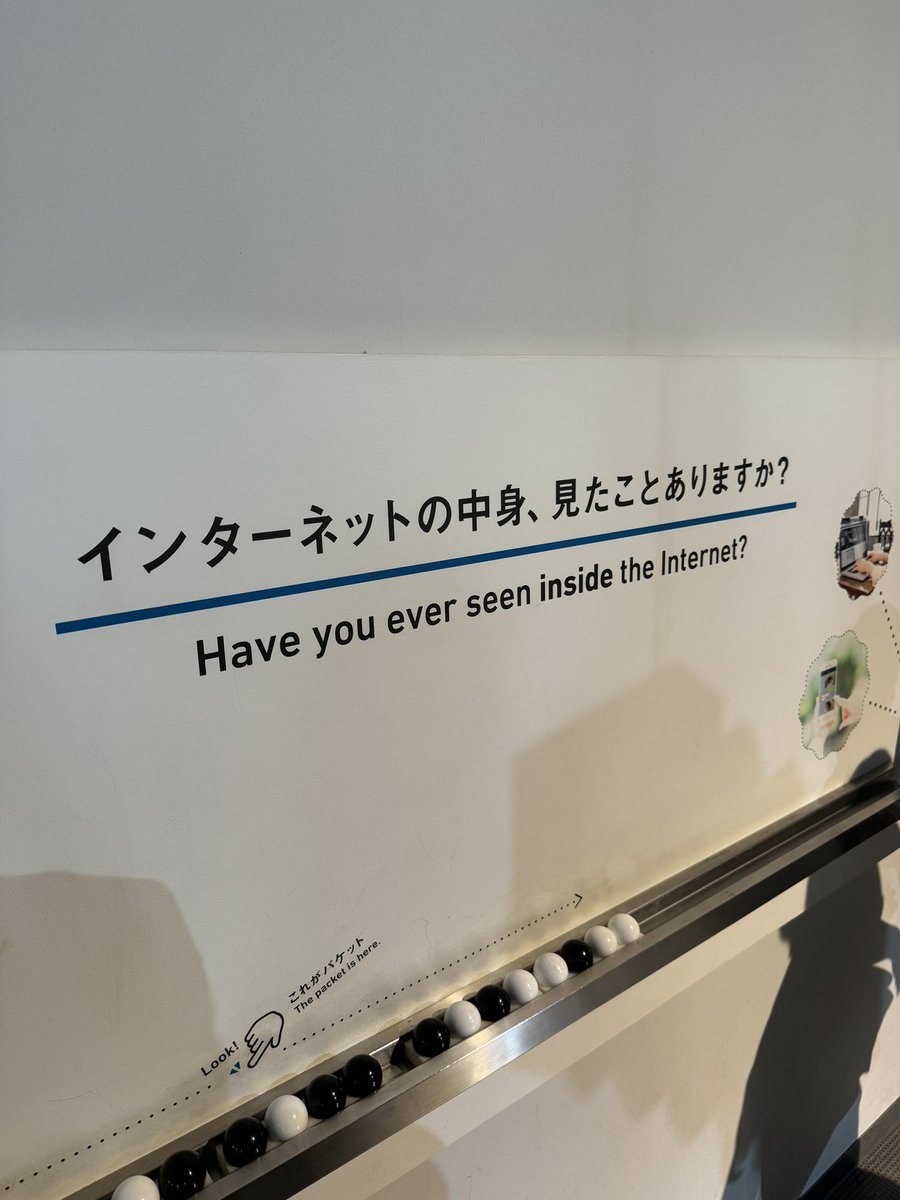 インターネットの中身、見たことありますか？
Have you ever seen inside the Internet?
これがパケット
The packet is here.
Look!